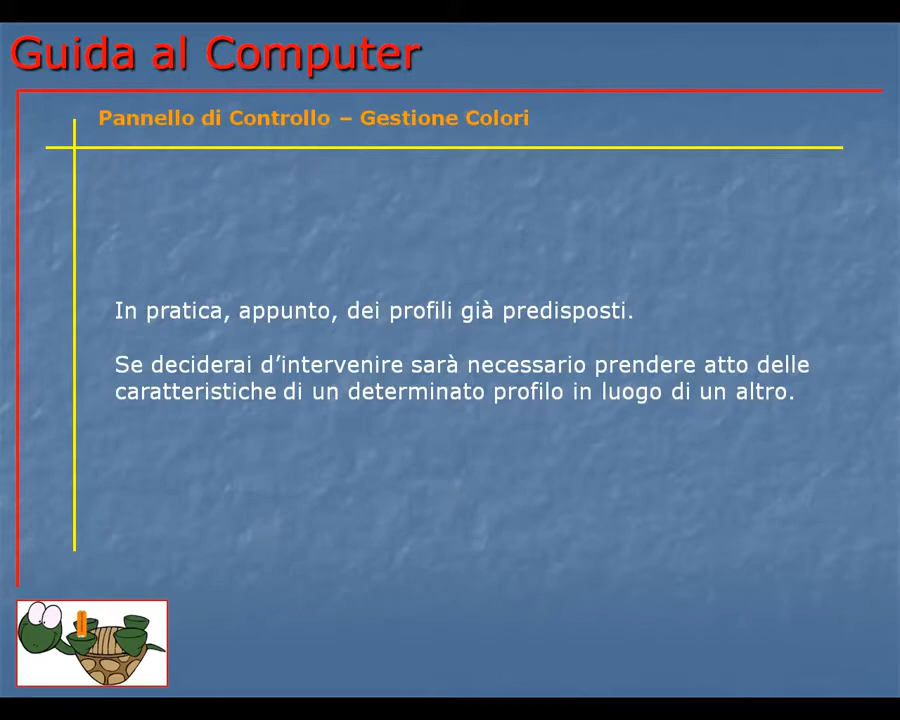 Guida al Computer
Pannello di Controllo – Gestione Colori
In pratica, appunto, dei profili già predisposti.
Se deciderai d’intervenire sarà necessario prendere atto delle
caratteristiche di un determinato profilo in luogo di un altro.